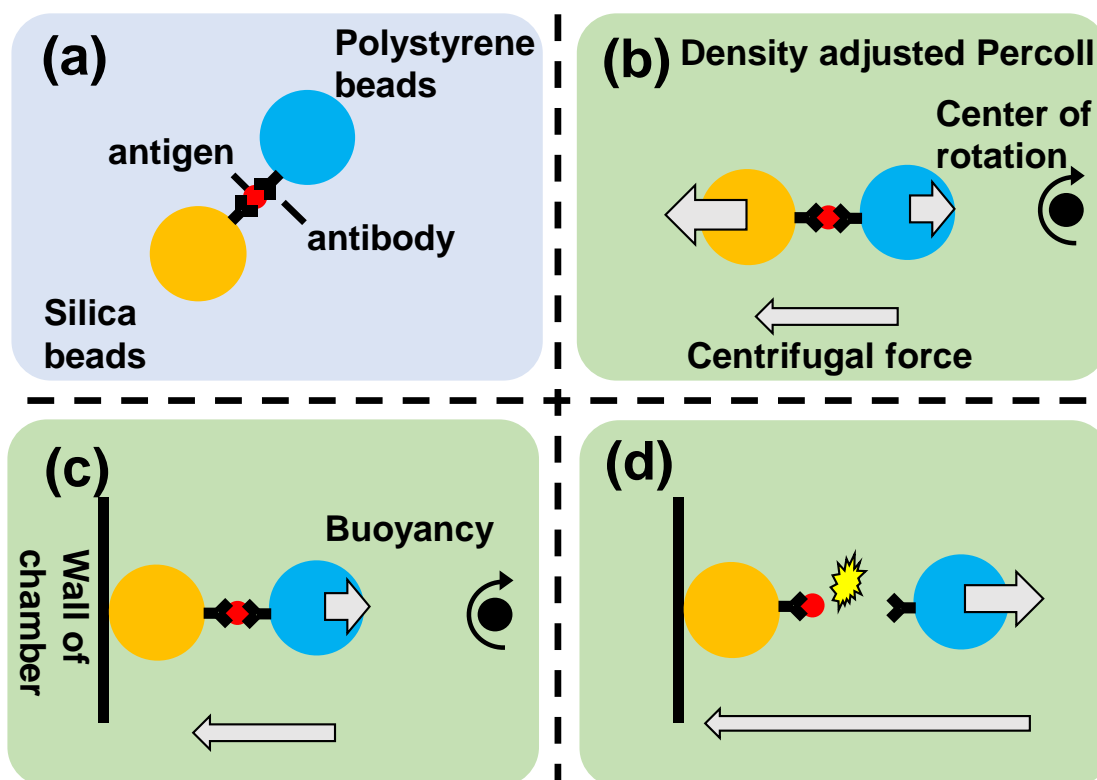 (a)
Polystyrene
beads
antigen
antibody
Silica
beads
(b)
Density adjusted Percoll
Center of
rotation
Centrifugal force
(c)
Wall of
chamber
Buoyancy
(d)